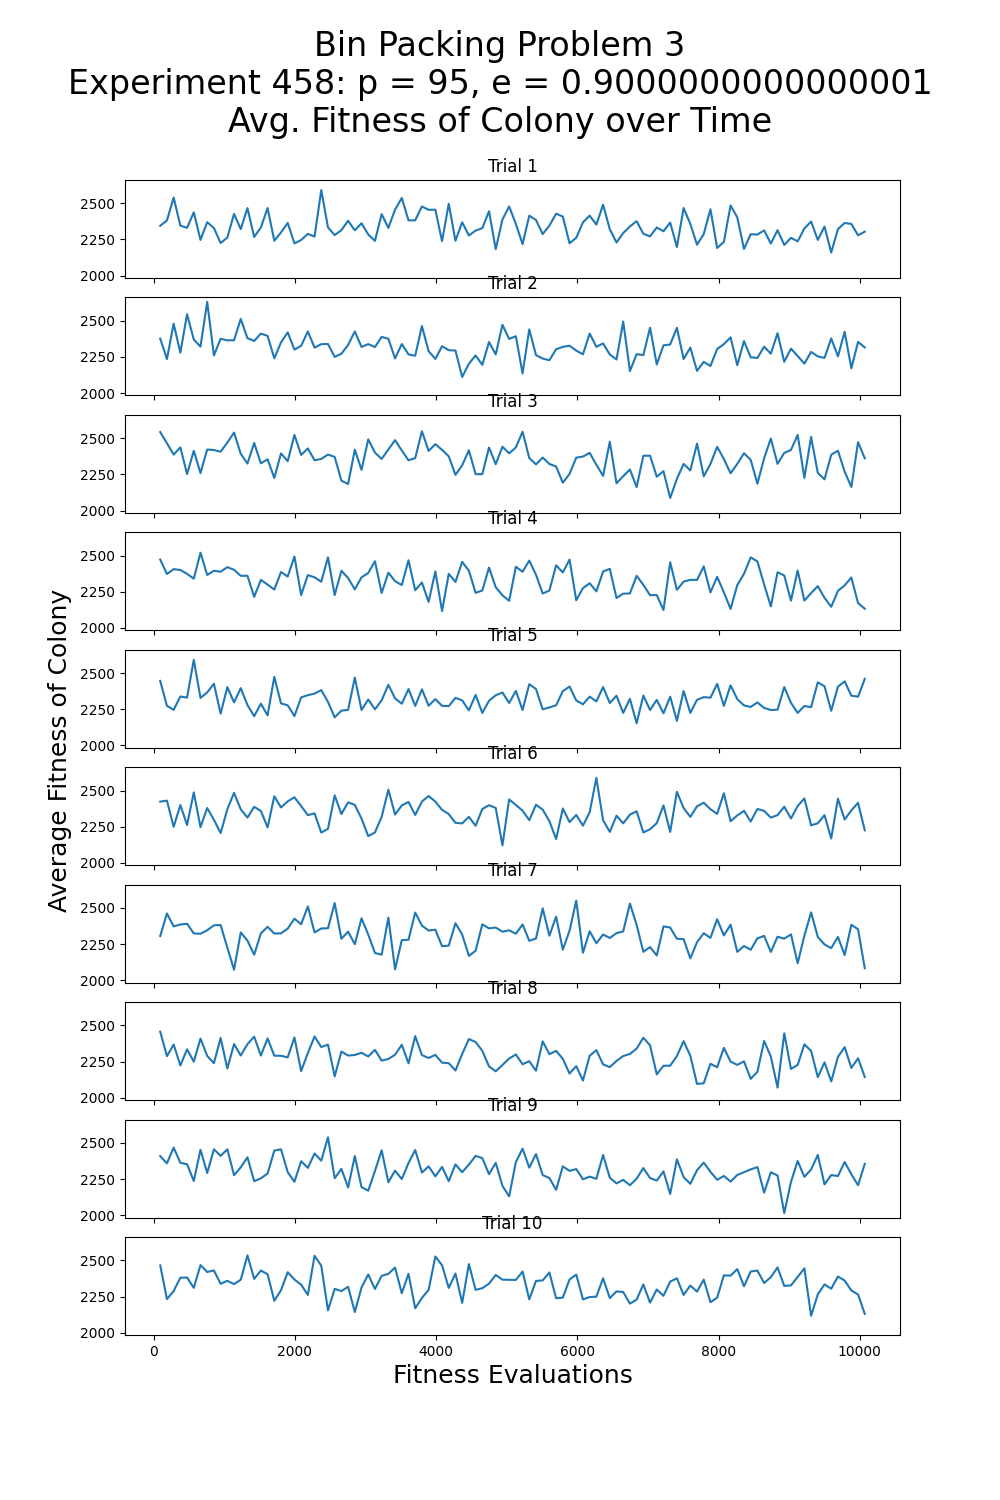 Bin Packing Problem 3
Experiment 458: p = 95, e = 0.9000000000000001
Avg. Fitness of Colony over Time
Trial 1
2500
2250
2000
Trial 2
2500
2250
2000
Trial 3
2500
2250
2000
Trial 4
2500
2250
2000
Trial 5
2500
2250
2000
Trial 6
2500
2250
2000
Trial 7
2500
2250
2000
Trial 8
2500
2250
2000
Trial 9
2500
2250
2000
Trial 10
2500
2250
2000
0 2000 4000 6000 8000 10000
Fitness Evaluations
Average Fitness of Colony